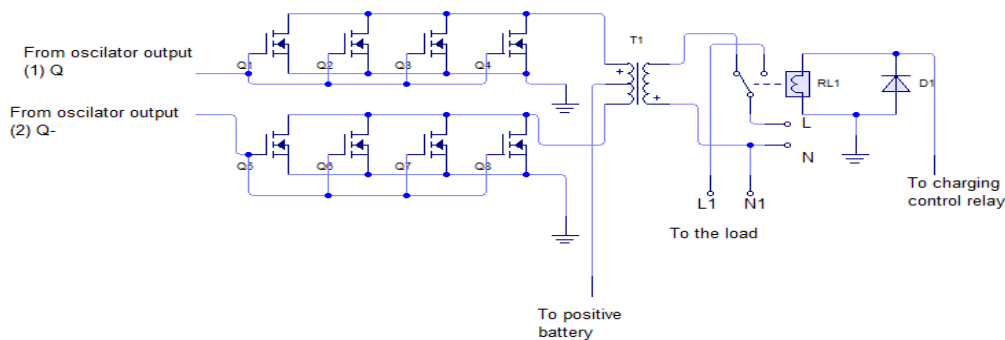 T1
From oscilator output
(1) Q
Q1
Q2
Q3
Q4
RL1
D1
From oscilator output
(2) Q-
L
N
Q5
Q6
Q7
Q8
To charging
control relay
L1
N1
To the load
To positive
battery